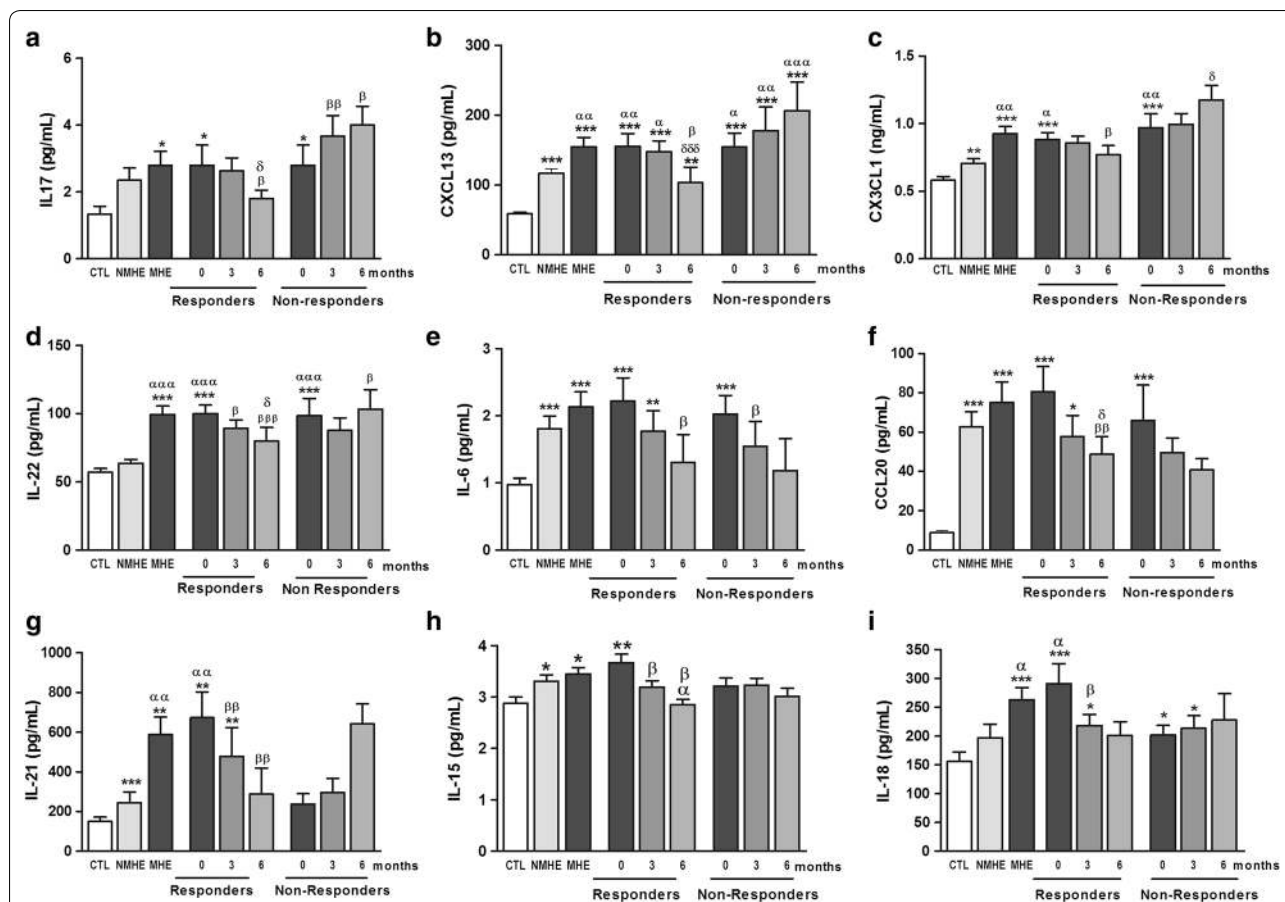 a
IL17 (pg/mL)
6
4
2
0
*
*
δ
β
*
ββ
β
CTL NMHE MHE 0 3 6 0 3 6 months
Responders Non-responders
b
CXCL13 (pg/mL)
300
200
100
0
***
αα
***
αα
***
α
***
β
δδδ
**
α
***
αα
***
ααα
***
CTL NMHE MHE 0 3 6 0 3 6 months
Responders Non-responders
c
CX3CL1 (ng/mL)
1.5
1.0
0.5
0.0
**
αα
***
α
***
β
αα
***
δ
CTL NMHE MHE 0 3 6 0 3 6 months
Responders Non-Responders
d
IL-22 (pg/mL)
150
100
50
0
ααα
***
ααα
***
β
δ
βββ
ααα
***
β
CTL NMHE MHE 0 3 6 0 3 6 months
Responders Non Responders
e
IL-6 (pg/mL)
3
2
1
0
***
***
***
**
β
***
β
CTL NMHE MHE 0 3 6 0 3 6 months
Responders Non-Responders
f
CCL20 (pg/mL)
100
80
60
40
20
0
***
***
***
*
δ
ββ
***
CTL NMHE MHE 0 3 6 0 3 6 months
Responders Non-responders
g
IL-21 (pg/mL)
1000
800
600
400
200
0
***
αα
**
αα
**
ββ
**
ββ
CTL NMHE MHE 0 3 6 0 3 6 months
Responders Non-Responders
h
IL-15 (pg/mL)
4
3
2
1
0
*
*
**
β
β
α
CTL NMHE MHE 0 3 6 0 3 6 months
Responders Non-Responders
i
IL-18 (pg/mL)
350
300
250
200
150
100
50
0
α
***
α
***
β
*
*
*
CTL NMHE MHE 0 3 6 0 3 6 months
Responders Non-Responders